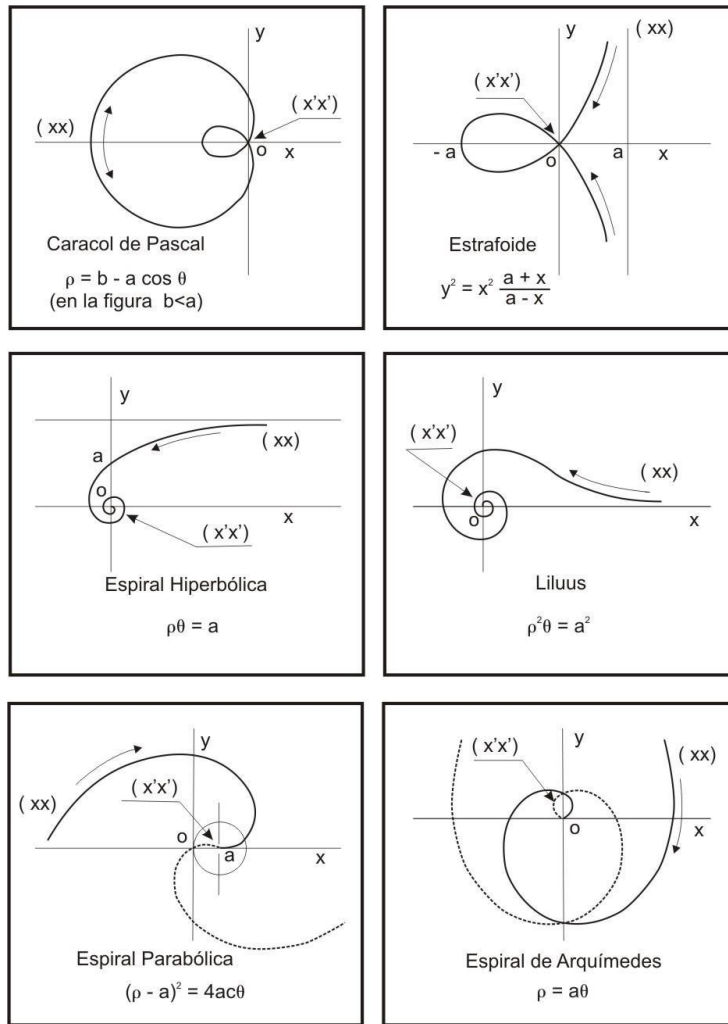 y
( x'x')
( xx)
o
x
Caracol de Pascal
ρ = b - a cos θ
(en la figura b<a)
y
( xx)
( x'x')
- a
o
a
x
Estrafoide
y² = x² a + x / a - x
y
( xx)
a
o
x
( x'x')
Espiral Hiperbólica
ρθ = a
y
( x'x')
( xx)
o
x
Liluus
ρ²θ = a²
y
( x'x')
( xx)
o
a
x
Espiral Parabólica
(ρ - a)² = 4acθ
y
( x'x')
( xx)
x
o
Espiral de Arquímedes
ρ = aθ